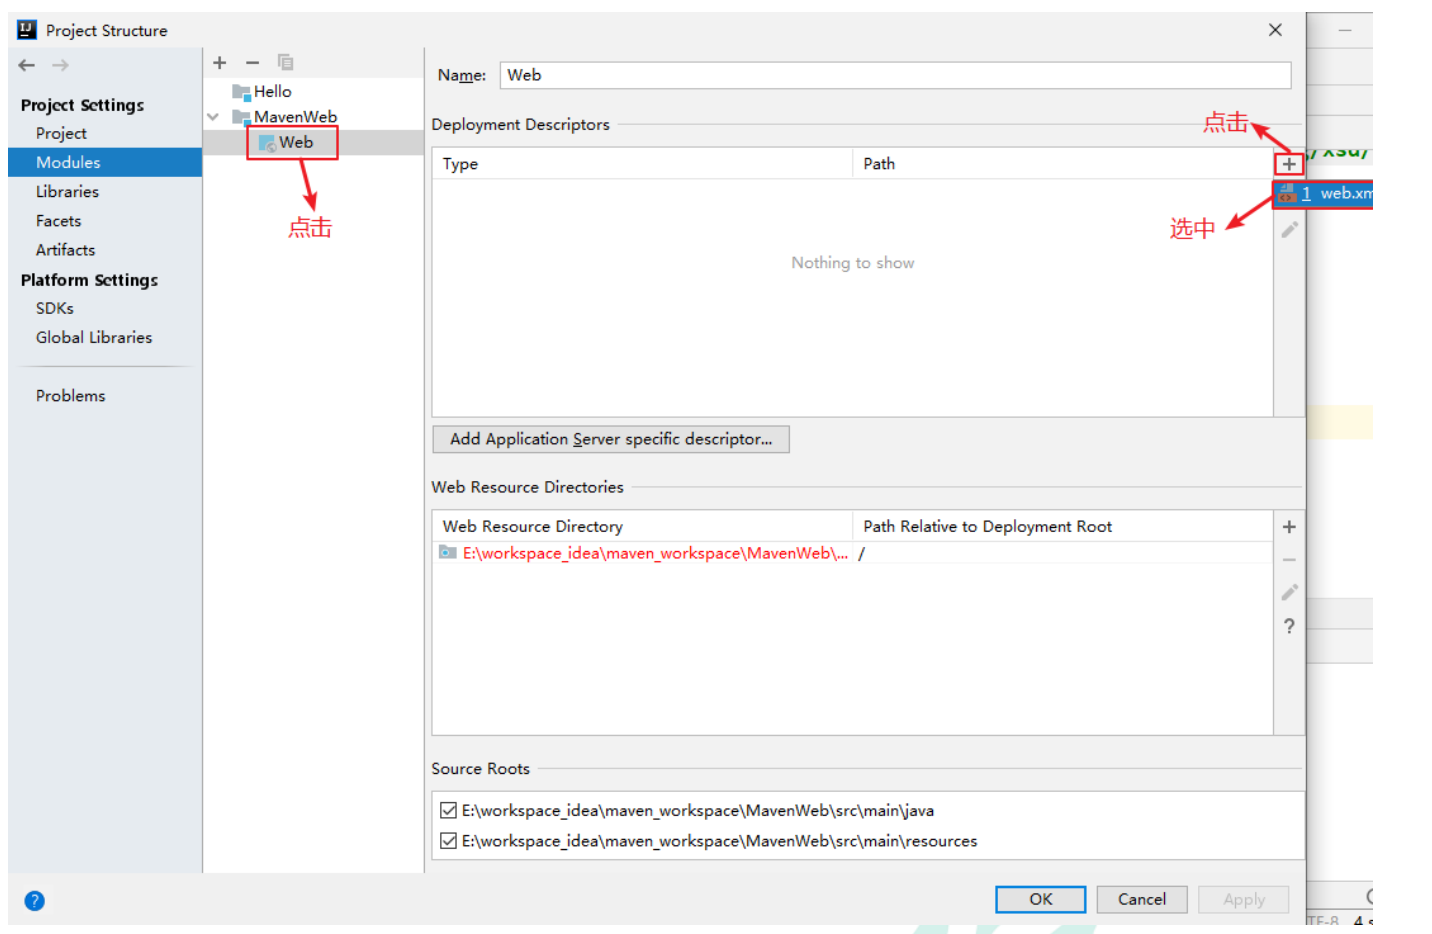 Project Structure
Project Settings
Project
Modules
Libraries
Facets
Artifacts
Platform Settings
SDKs
Global Libraries
Problems
Hello
MavenWeb
Web
点击
Name: Web
Deployment Descriptors
点击
Type Path
1 web.xm
选中
Nothing to show
Add Application Server specific descriptor...
Web Resource Directories
Web Resource Directory Path Relative to Deployment Root
E:\workspace_idea\maven_workspace\MavenWeb\... /
Source Roots
E:\workspace_idea\maven_workspace\MavenWeb\src\main\java
E:\workspace_idea\maven_workspace\MavenWeb\src\main\resources
OK Cancel Apply